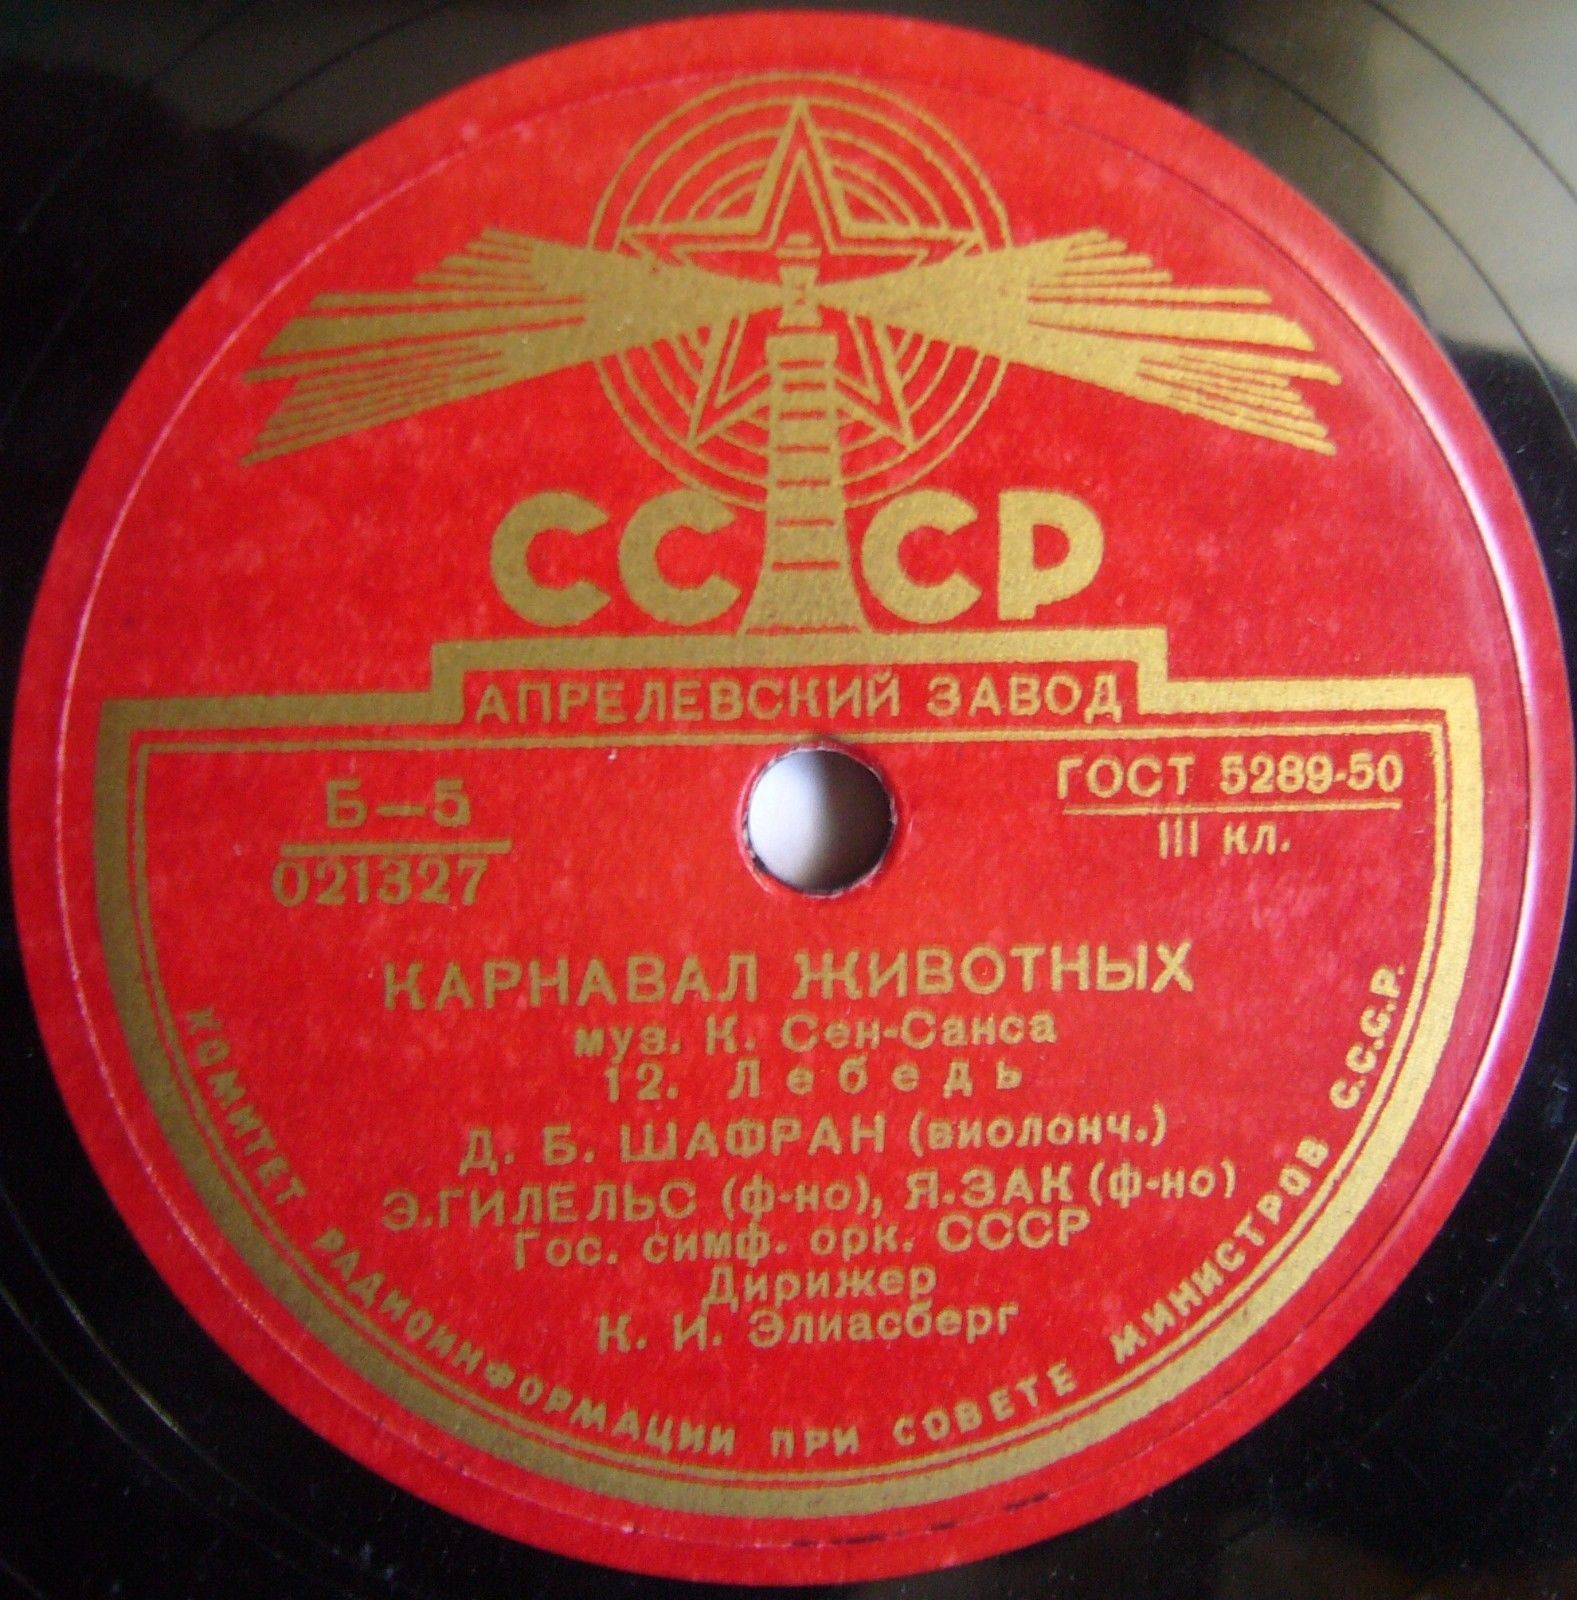 СССР
АПРЕЛЕВСКИЙ ЗАВОД
Б-5
021327
ГОСТ 5289-50
III кл.
КАРНАВАЛ ЖИВОТНЫХ
муз. К. Сен-Санса
12. Лебедь
Д. Б. ШАФРАН (виолонч.)
Э.ГИЛЕЛЬС (ф-но), Я.ЗАК (ф-но)
Гос. симф. орк. СССР
Дирижер
К. И. Элиасберг
КОМИТЕТ РАДИОИНФОРМАЦИИ ПРИ СОВЕТЕ МИНИСТРОВ С.С.С.Р.